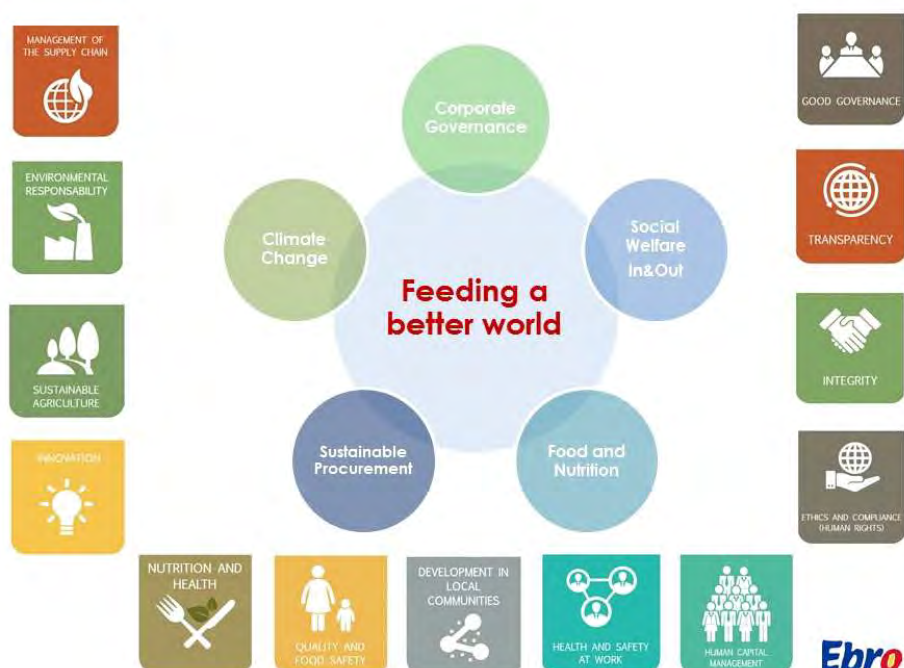 MANAGEMENT OF
THE SUPPLY CHAIN
ENVIRONMENTAL
RESPONSABILITY
SUSTAINABLE
AGRICULTURE
INNOVATION
Corporate
Governance
Climate
Change
Social
Welfare
In&Out
Feeding a
better world
Sustainable
Procurement
Food and
Nutrition
GOOD GOVERNANCE
TRANSPARENCY
INTEGRITY
ETHICS AND COMPLIANCE
(HUMAN RIGHTS)
NUTRITION AND
HEALTH
QUALITY AND
FOOD SAFETY
DEVELOPMENT IN
LOCAL
COMMUNITIES
HEALTH AND SAFETY
AT WORK
HUMAN CAPITAL
MANAGEMENT
Ebro